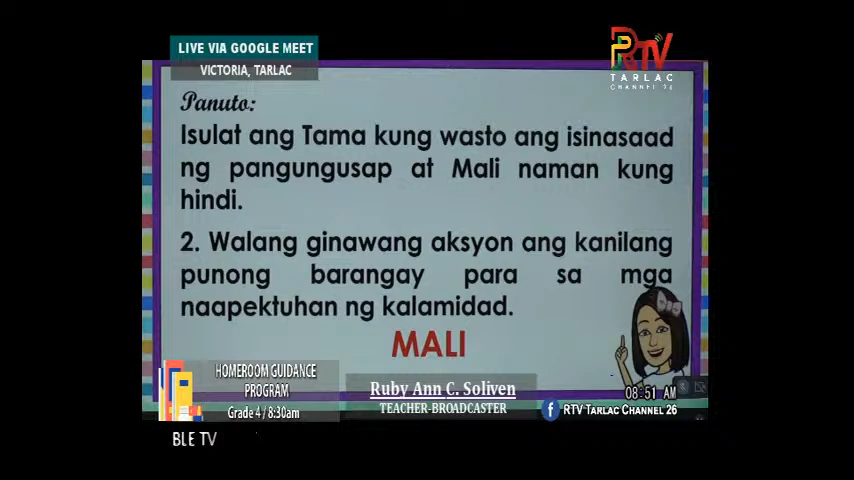 LIVE VIA GOOGLE MEET
VICTORIA, TARLAC
RTV
TARLAC
CHANNEL 26
Panuto:
Isulat ang Tama kung wasto ang isinasaad
ng pangungusap at Mali naman kung
hindi.
2. Walang ginawang aksyon ang kanilang
punong barangay para sa mga
naapektuhan ng kalamidad.
MALI
HOMEROOM GUIDANCE
PROGRAM
Grade 4 / 8:30am
Ruby Ann C. Soliven
TEACHER-BROADCASTER
08:51 AM
f RTV TARLAC CHANNEL 26
BLE TV